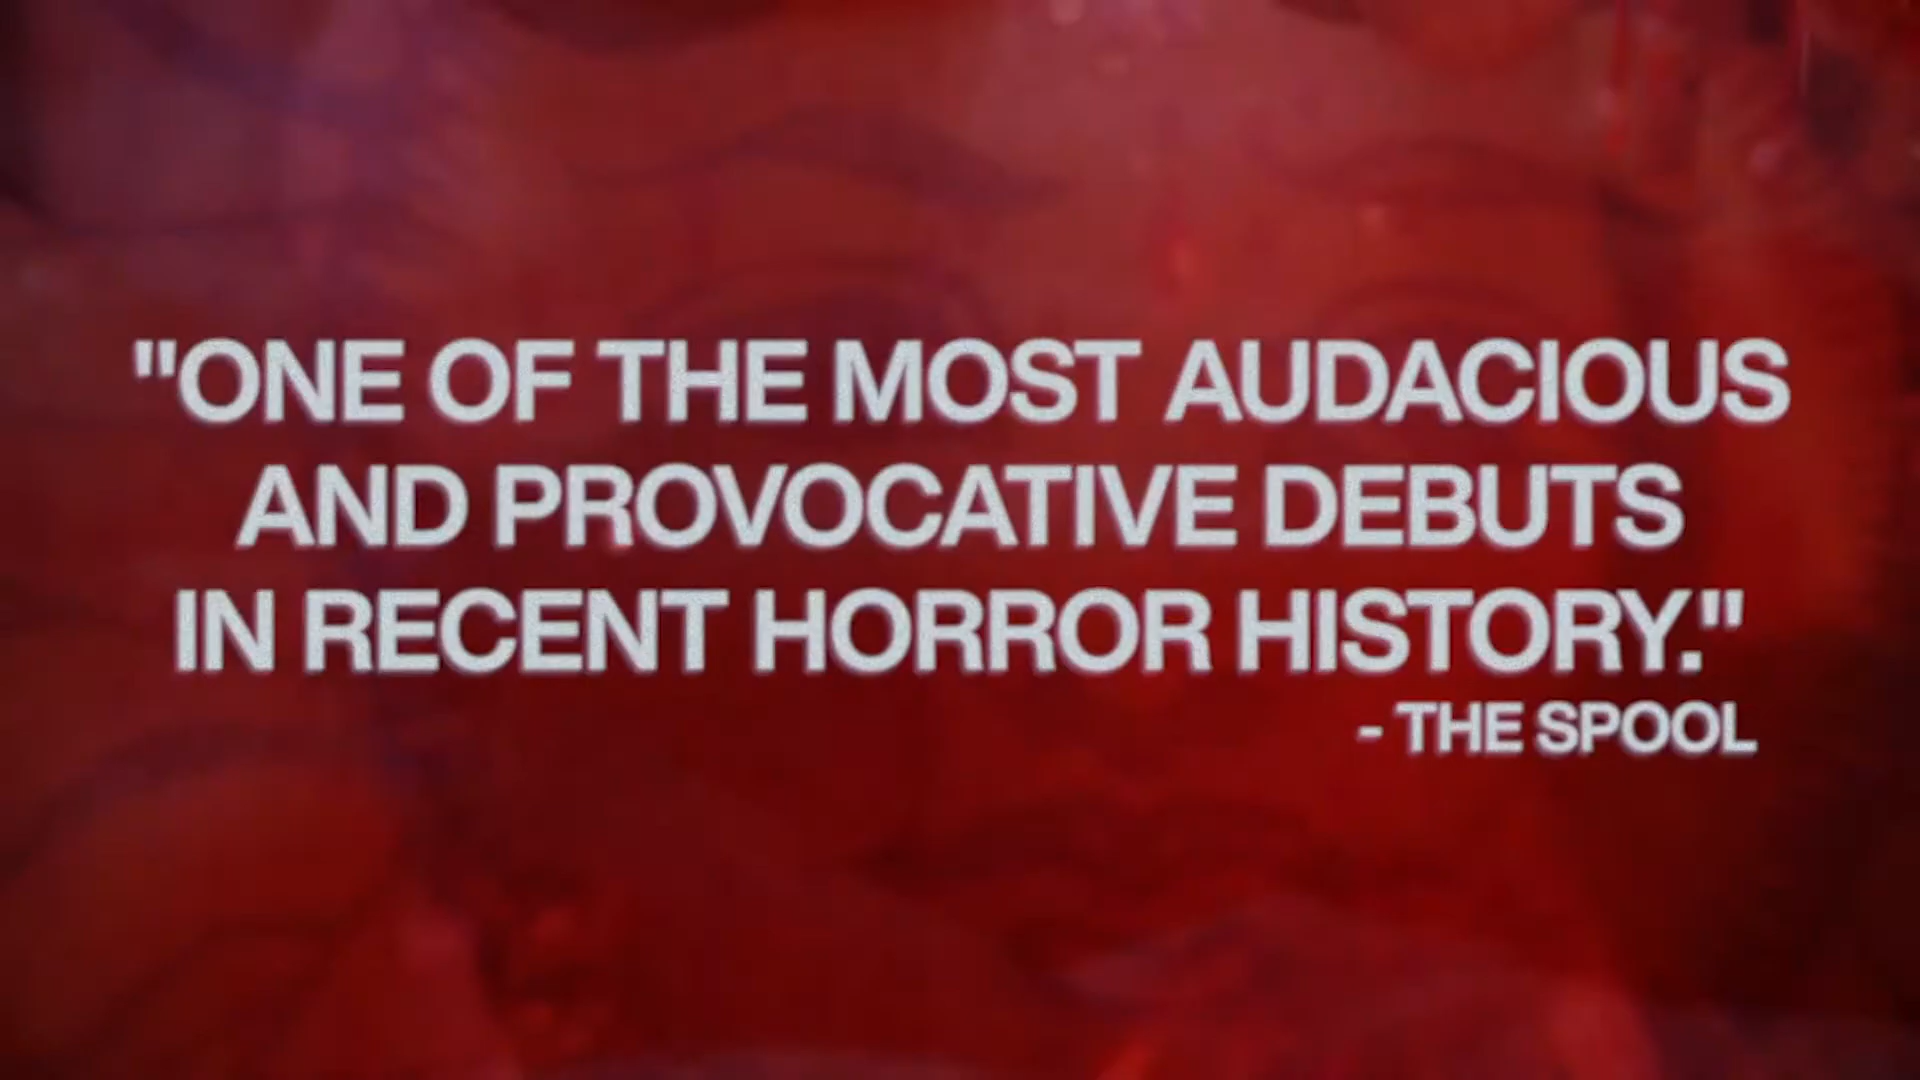 "ONE OF THE MOST AUDACIOUS
AND PROVOCATIVE DEBUTS
IN RECENT HORROR HISTORY."
- THE SPOOL